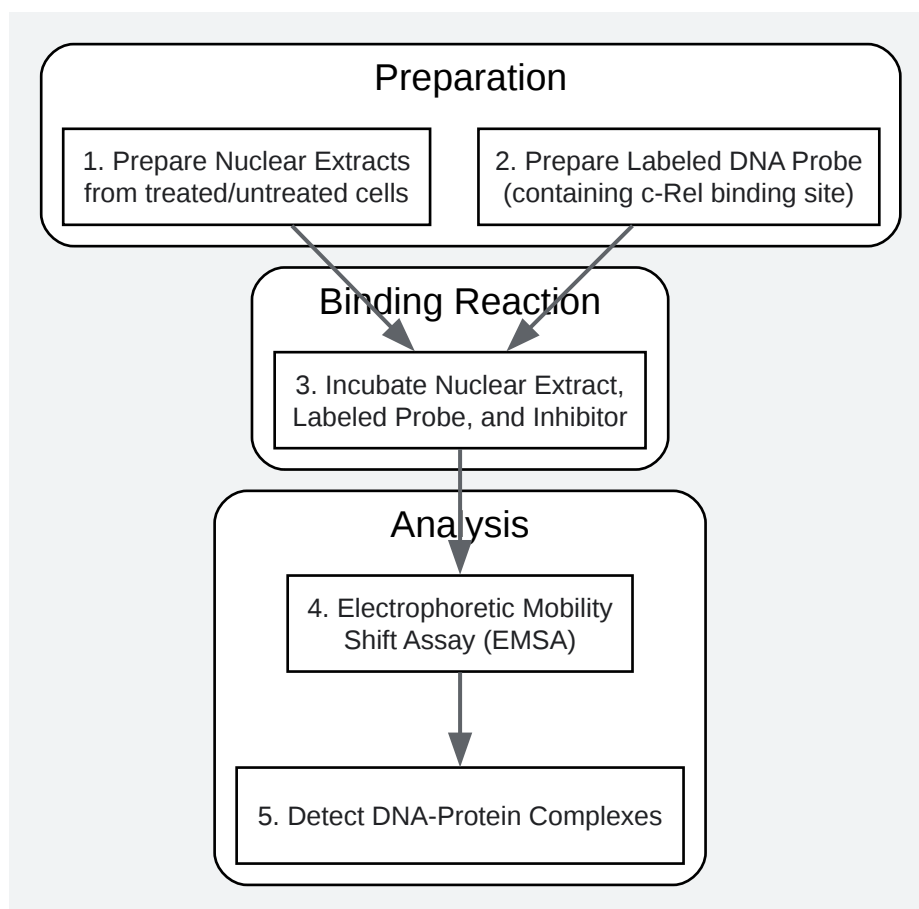 Preparation
1. Prepare Nuclear Extracts
from treated/untreated cells
2. Prepare Labeled DNA Probe
(containing c-Rel binding site)
Binding Reaction
3. Incubate Nuclear Extract,
Labeled Probe, and Inhibitor
Analysis
4. Electrophoretic Mobility
Shift Assay (EMSA)
5. Detect DNA-Protein Complexes